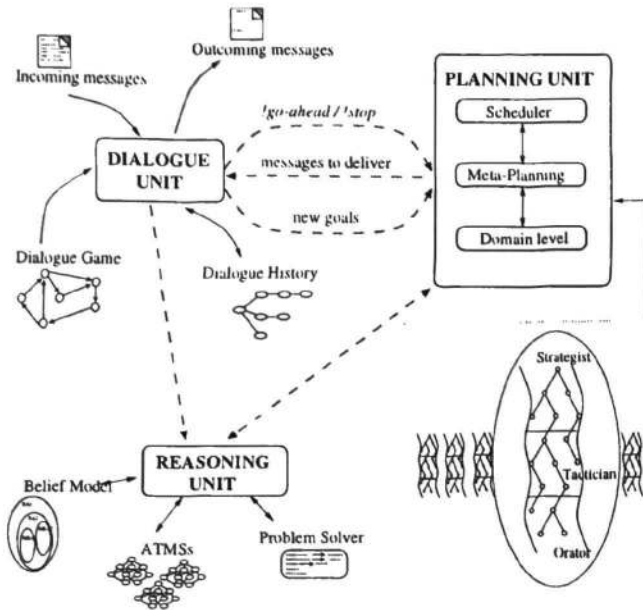 Outcoming messages
Incoming messages
PLANNING UNIT
!go-ahead / !stop
Scheduler
DIALOGUE
UNIT
messages to deliver
Meta-Planning
new goals
Domain level
Dialogue Game
Dialogue History
Strategist
REASONING
UNIT
Belief Model
Tactician
ATMSs
Problem Solver
Orator